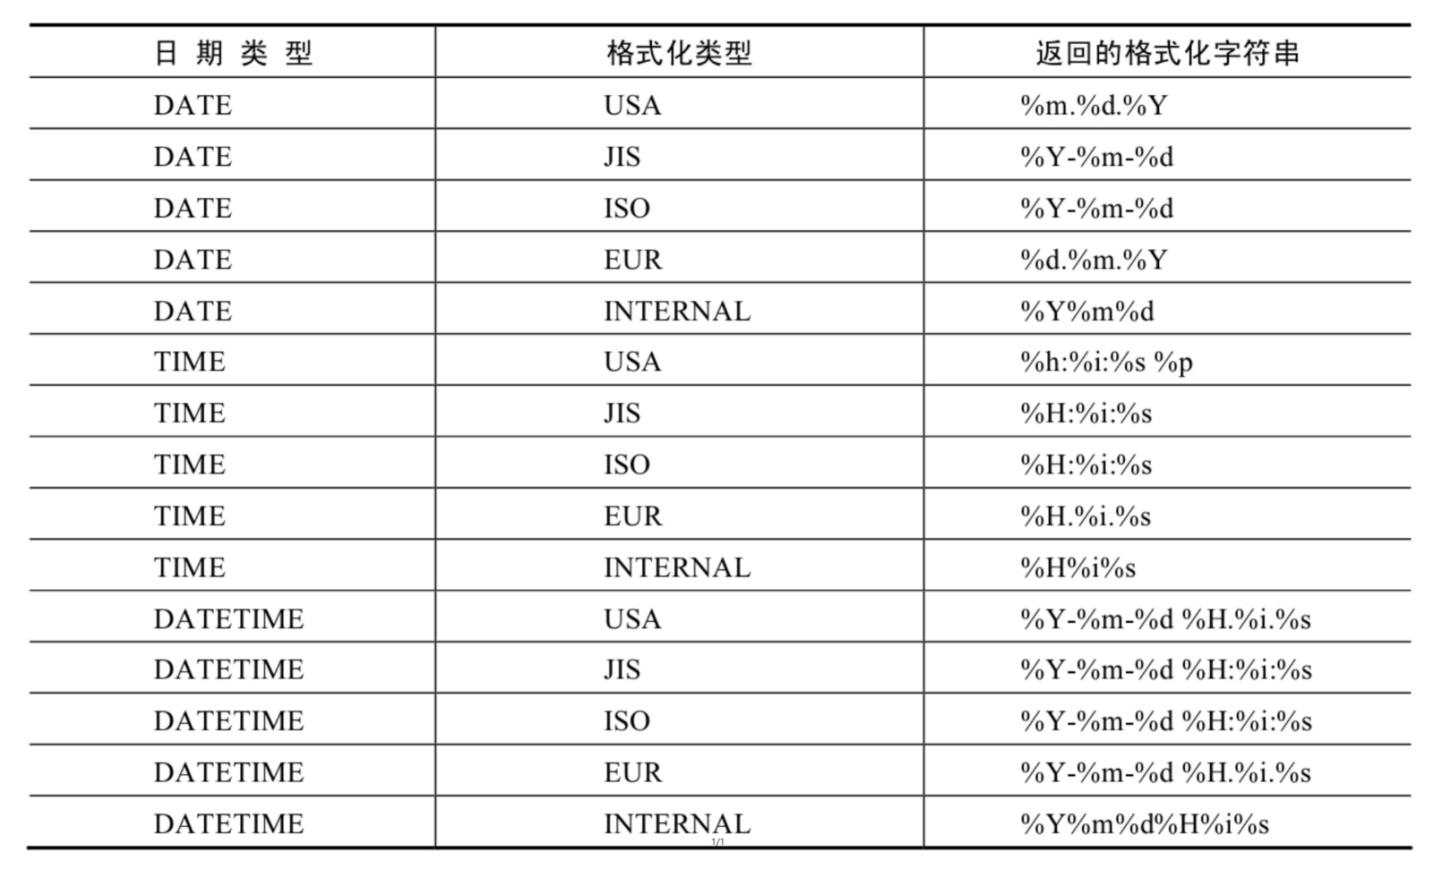 日 期 类 型 格式化类型 返回的格式化字符串
DATE USA %m.%d.%Y
DATE JIS %Y-%m-%d
DATE ISO %Y-%m-%d
DATE EUR %d.%m.%Y
DATE INTERNAL %Y%m%d
TIME USA %h:%i:%s %p
TIME JIS %H:%i:%s
TIME ISO %H:%i:%s
TIME EUR %H.%i.%s
TIME INTERNAL %H%i%s
DATETIME USA %Y-%m-%d %H.%i.%s
DATETIME JIS %Y-%m-%d %H:%i:%s
DATETIME ISO %Y-%m-%d %H:%i:%s
DATETIME EUR %Y-%m-%d %H.%i.%s
DATETIME INTERNAL %Y%m%d%H%i%s
1/1